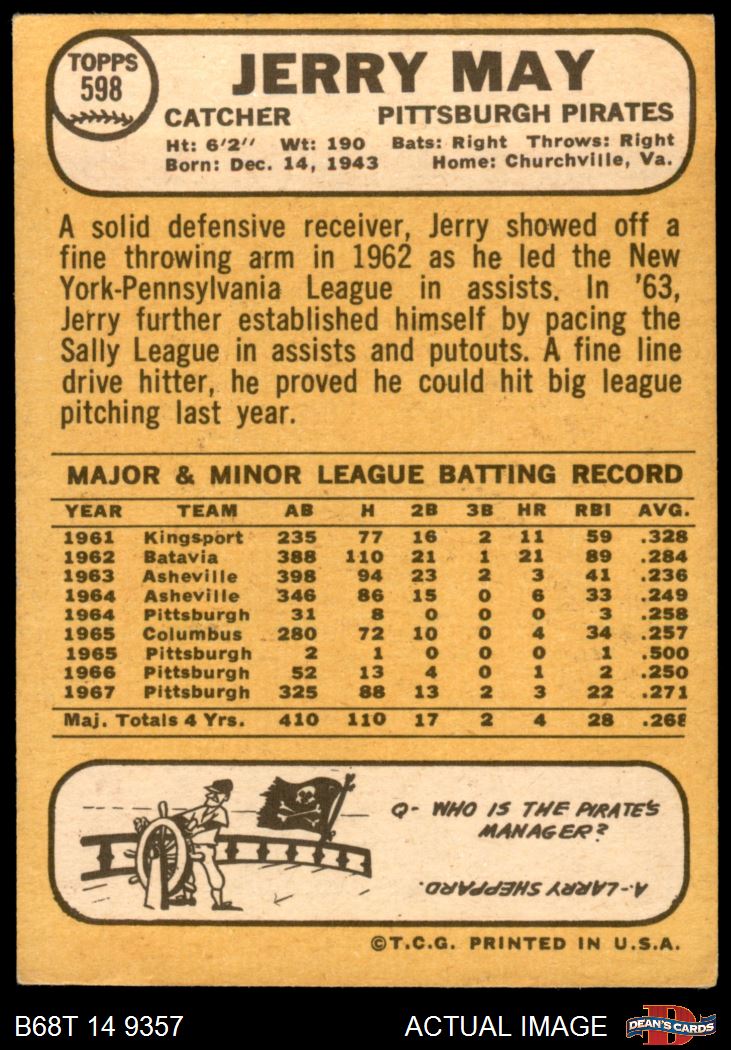 TOPPS
598
JERRY MAY
CATCHER PITTSBURGH PIRATES
Ht: 6'2" Wt: 190 Bats: Right Throws: Right
Born: Dec. 14, 1943 Home: Churchville, Va.
A solid defensive receiver, Jerry showed off a
fine throwing arm in 1962 as he led the New
York-Pennsylvania League in assists. In '63,
Jerry further established himself by pacing the
Sally League in assists and putouts. A fine line
drive hitter, he proved he could hit big league
pitching last year.
MAJOR & MINOR LEAGUE BATTING RECORD
YEAR TEAM AB H 2B 3B HR RBI AVG.
1961 Kingsport 235 77 16 2 11 59 .328
1962 Batavia 388 110 21 1 21 89 .284
1963 Asheville 398 94 23 2 3 41 .236
1964 Asheville 346 86 15 0 6 33 .249
1964 Pittsburgh 31 8 0 0 0 3 .258
1965 Columbus 280 72 10 0 4 34 .257
1965 Pittsburgh 2 1 0 0 0 1 .500
1966 Pittsburgh 52 13 4 0 1 2 .250
1967 Pittsburgh 325 88 13 2 3 22 .271
Maj. Totals 4 Yrs. 410 110 17 2 4 28 .268
Q- WHO IS THE PIRATE'S
MANAGER?
A-LARRY SHEPPARD.
©T.C.G. PRINTED IN U.S.A.
B68T 14 9357 ACTUAL IMAGE
D
DEAN'S CARDS